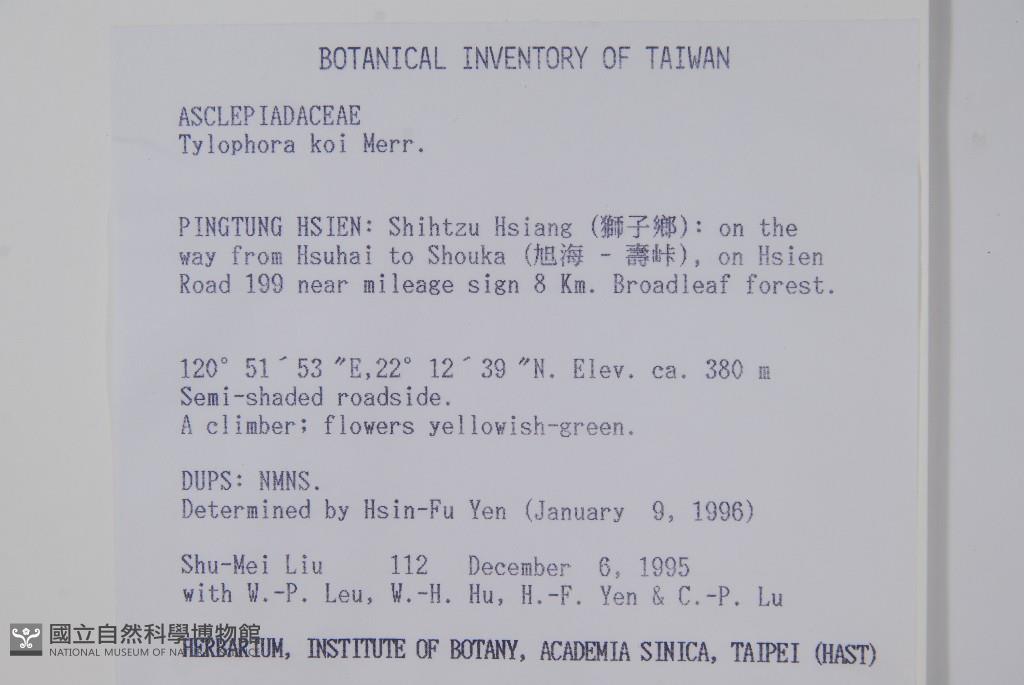 BOTANICAL INVENTORY OF TAIWAN
ASCLEPIADACEAE
Tylophora koi Merr.
PINGTUNG HSIEN: Shihtzu Hsiang (獅子鄉): on the
way from Hsuhai to Shouka (旭海 - 壽峠), on Hsien
Road 199 near mileage sign 8 Km. Broadleaf forest.
120° 51´53 ″E,22° 12´39 ″N. Elev. ca. 380 m
Semi-shaded roadside.
A climber; flowers yellowish-green.
DUPS: NMNS.
Determined by Hsin-Fu Yen (January 9, 1996)
Shu-Mei Liu 112 December 6, 1995
with W.-P. Leu, W.-H. Hu, H.-F. Yen & C.-P. Lu
HERBARIUM, INSTITUTE OF BOTANY, ACADEMIA SINICA, TAIPEI (HAST)
國立自然科學博物館
NATIONAL MUSEUM OF